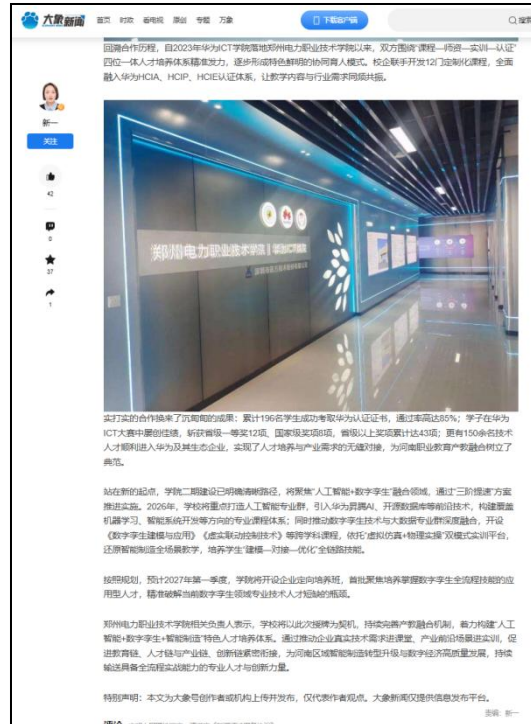 大象新闻 首页 时政 看电视 原创 专题 万象 下载客户端 搜索
回溯合作历程，自2023年华为ICT学院落地郑州电力职业技术学院以来，双方围绕“课程—师资—实训—认证”
四位一体人才培养体系精准发力，逐步形成特色鲜明的协同育人模式。校企联手开发12门定制化课程，全面
融入华为HCIA、HCIP、HCIE认证体系，让教学内容与行业需求同频共振。
新一
关注
42
0
37
1
郑州电力职业技术学院 | 华为ICT学院
实打实的合作换来了沉甸甸的成果：累计196名学生成功考取华为认证证书，通过率高达85%；学子在华为
ICT大赛中屡创佳绩，斩获省级一等奖12项、国家级奖项8项，省级以上奖项累计达43项；更有150余名技术
人才顺利进入华为及其生态企业，实现了人才培养与产业需求的无缝对接，为河南职业教育产教融合树立了
典范。
站在新的起点，学院二期建设已明确清晰路径，将聚焦“人工智能+数字孪生”融合领域，通过“三阶提速”方案
推进实施。2026年，学校将重点打造人工智能专业群，引入华为昇腾AI、开源数据库等前沿技术，构建覆盖
机器学习、智能系统开发等方向的专业课程体系；同时推动数字孪生技术与大数据专业群深度融合，开设
《数字孪生建模与应用》《虚实联动控制技术》等跨学科课程，依托“虚拟仿真+物理实操”双模式实训平台，
还原智能制造全场景教学，培养学生“建模—对接—优化”全链路技能。
按照规划，预计2027年第一季度，学院将开设企业定向培养班，首批聚焦培养掌握数字孪生全流程技能的应
用型人才，精准破解当前数字孪生领域专业技术人才短缺的瓶颈。
郑州电力职业技术学院相关负责人表示，学校将以此次授牌为契机，持续完善产教融合机制，着力构建“人工
智能+数字孪生+智能制造”特色人才培养体系。通过推动企业真实技术需求进课堂、产业前沿场景进实训，促
进教育链、人才链与产业链、创新链紧密衔接，为河南区域智能制造转型升级与数字经济高质量发展，持续
输送具备全流程实战能力的专业人才与创新力量。
特别声明：本文为大象号创作者或机构上传并发布，仅代表作者观点。大象新闻仅提供信息发布平台。
责编：新一